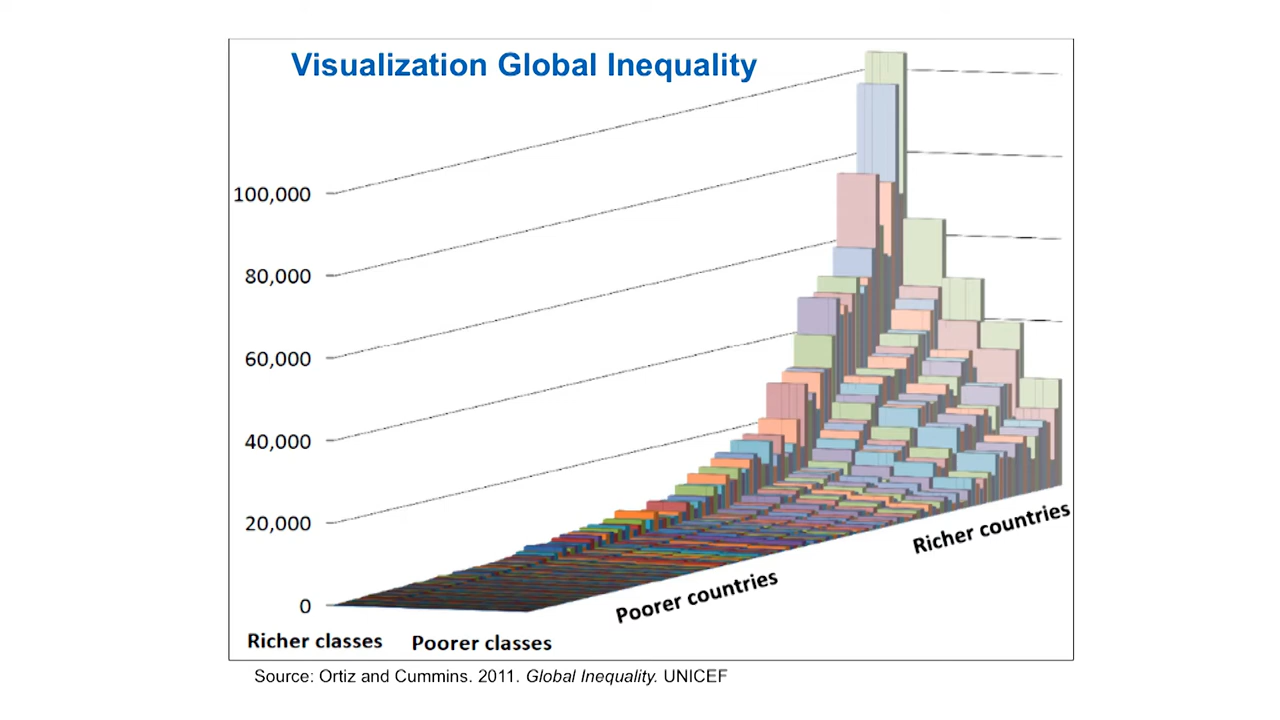 Visualization Global Inequality
100,000
80,000
60,000
40,000
20,000
0
Richer classes
Poorer classes
Poorer countries
Richer countries
Source: Ortiz and Cummins. 2011. Global Inequality. UNICEF